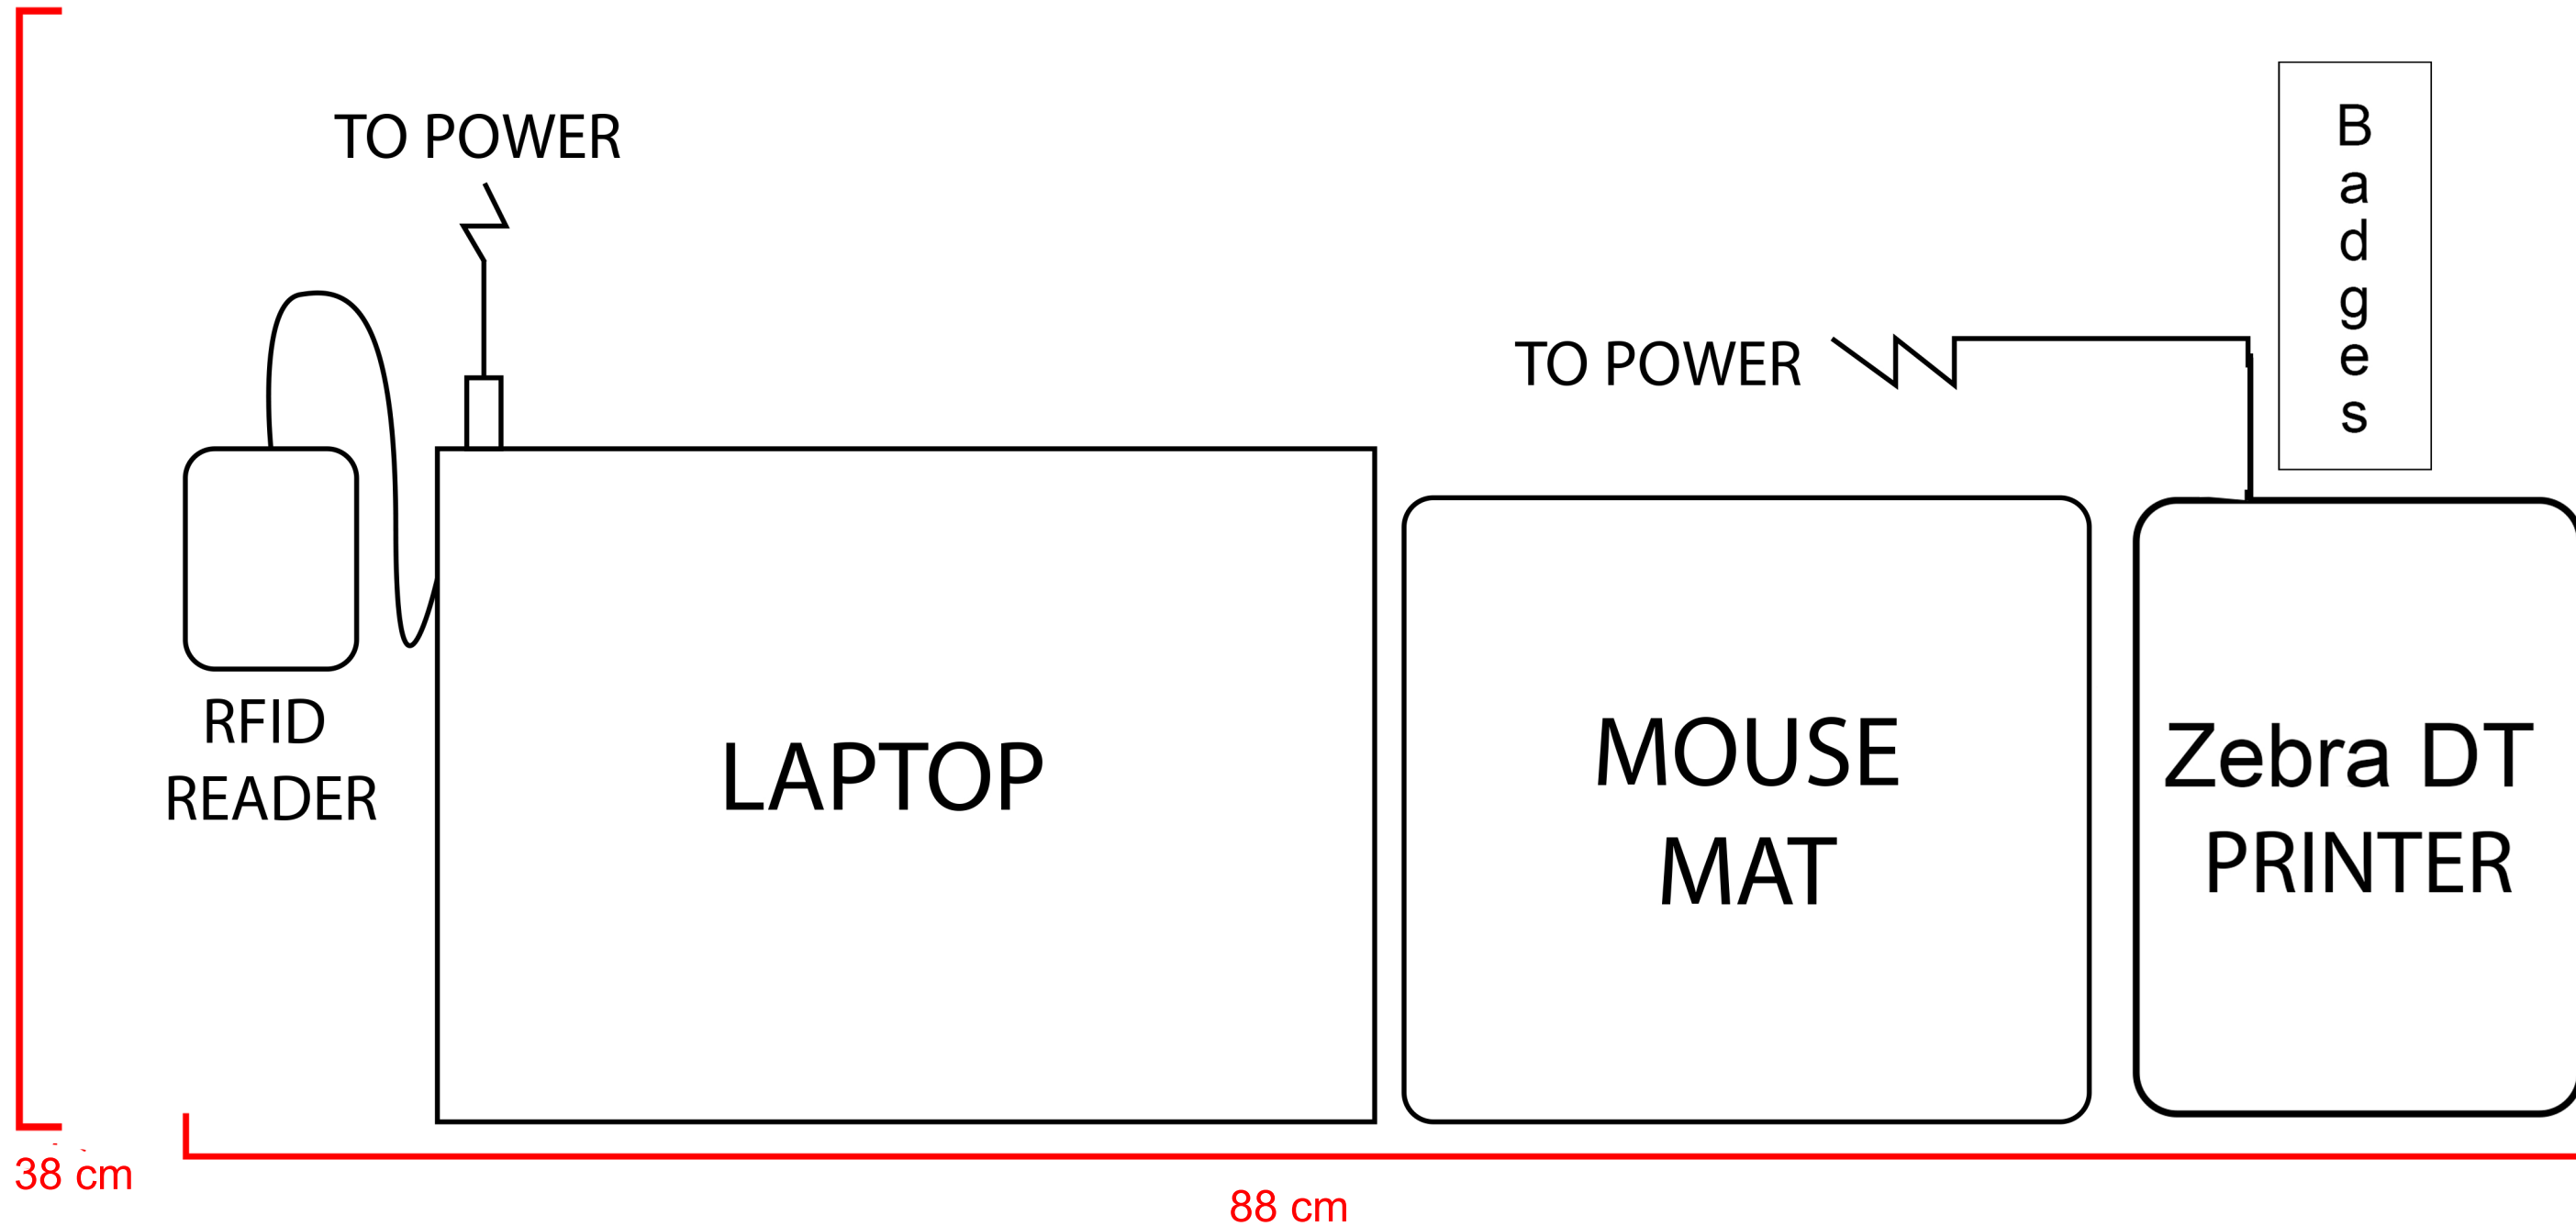 TO POWER
B
a
d
g
e
s
TO POWER
RFID
READER
LAPTOP
MOUSE
MAT
Zebra DT
PRINTER
38 cm
88 cm